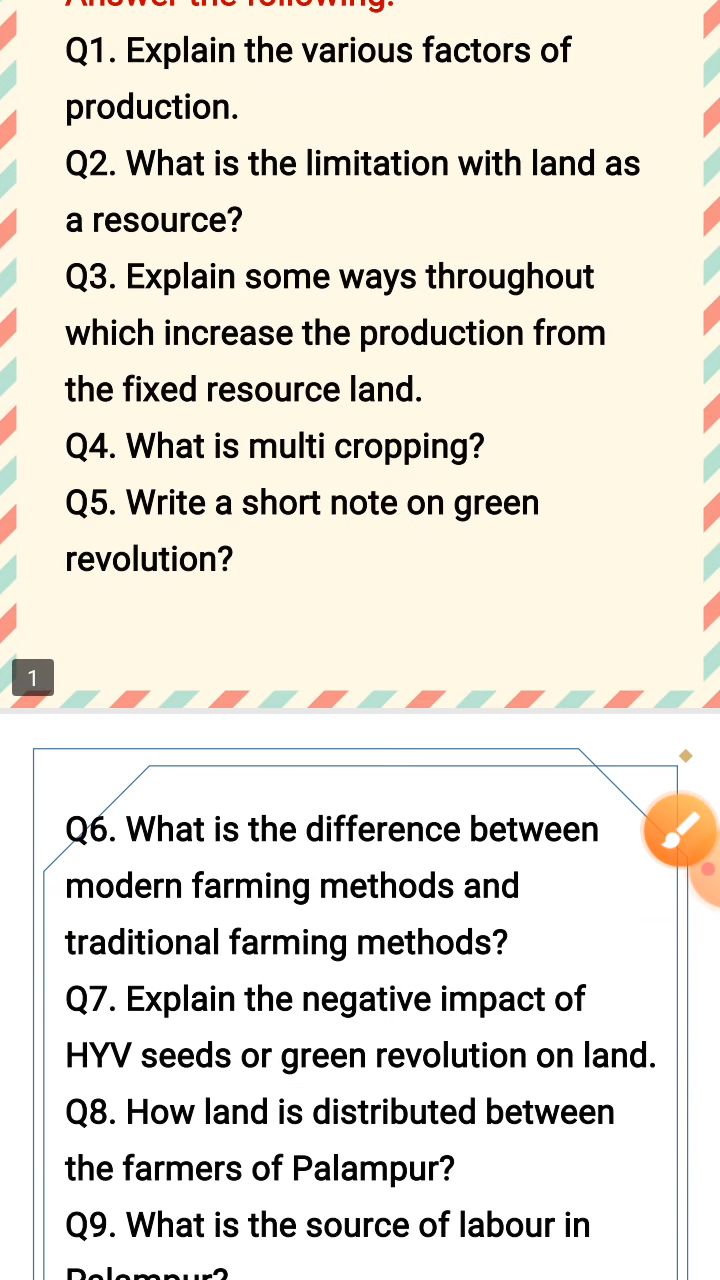 Answer the following:
Q1. Explain the various factors of
production.
Q2. What is the limitation with land as
a resource?
Q3. Explain some ways throughout
which increase the production from
the fixed resource land.
Q4. What is multi cropping?
Q5. Write a short note on green
revolution?
1
Q6. What is the difference between
modern farming methods and
traditional farming methods?
Q7. Explain the negative impact of
HYV seeds or green revolution on land.
Q8. How land is distributed between
the farmers of Palampur?
Q9. What is the source of labour in
Palampur?